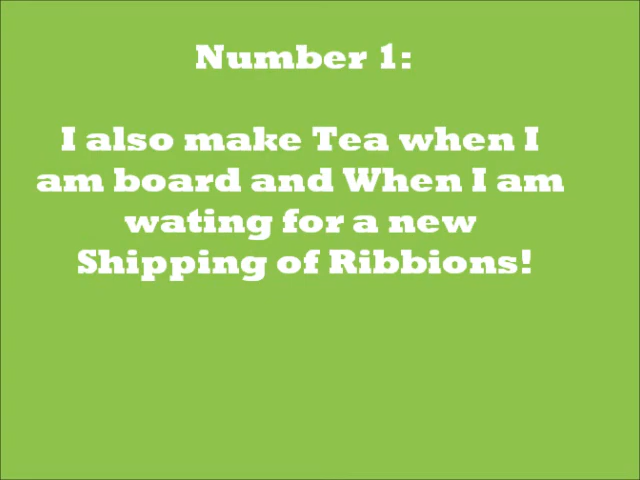 Number 1:
I also make Tea when I
am board and When I am
wating for a new
Shipping of Ribbions!